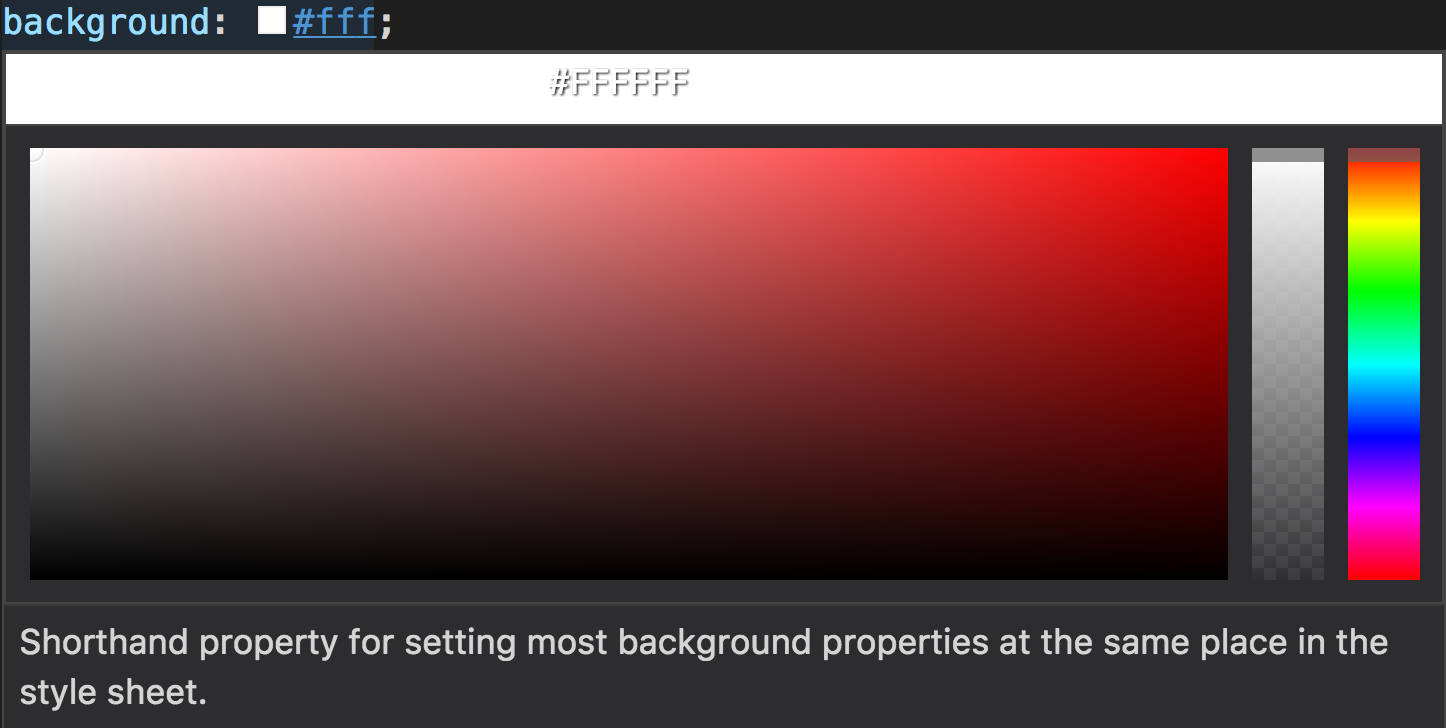 background: #fff;
#FFFFFF
Shorthand property for setting most background properties at the same place in the
style sheet.